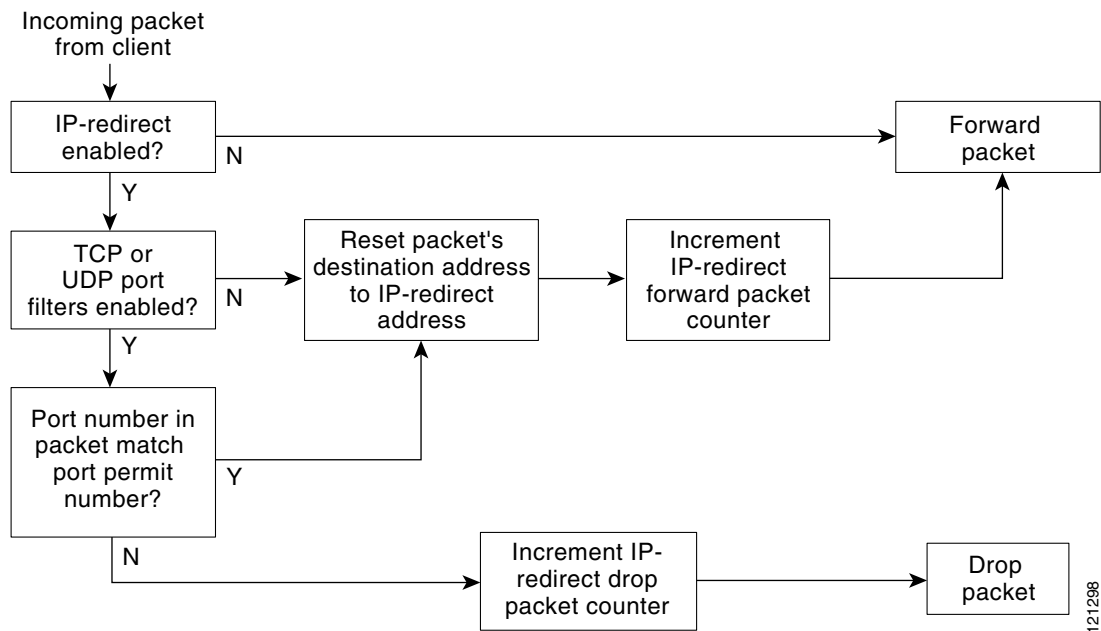 Incoming packet
from client
IP-redirect
enabled?
N
Forward
packet
Y
TCP or
UDP port
filters enabled?
N
Reset packet's
destination address
to IP-redirect
address
Increment
IP-redirect
forward packet
counter
Y
Port number in
packet match
port permit
number?
Y
N
Increment IP-
redirect drop
packet counter
Drop
packet
121298